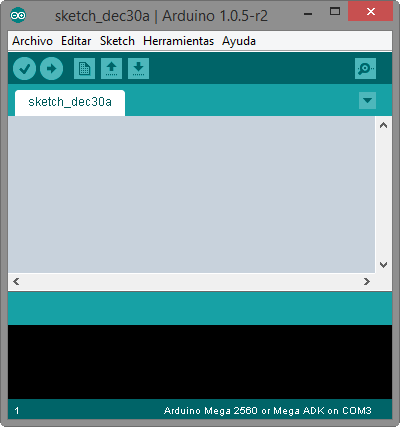 sketch_dec30a | Arduino 1.0.5-r2
Archivo Editar Sketch Herramientas Ayuda
sketch_dec30a
1 Arduino Mega 2560 or Mega ADK on COM3